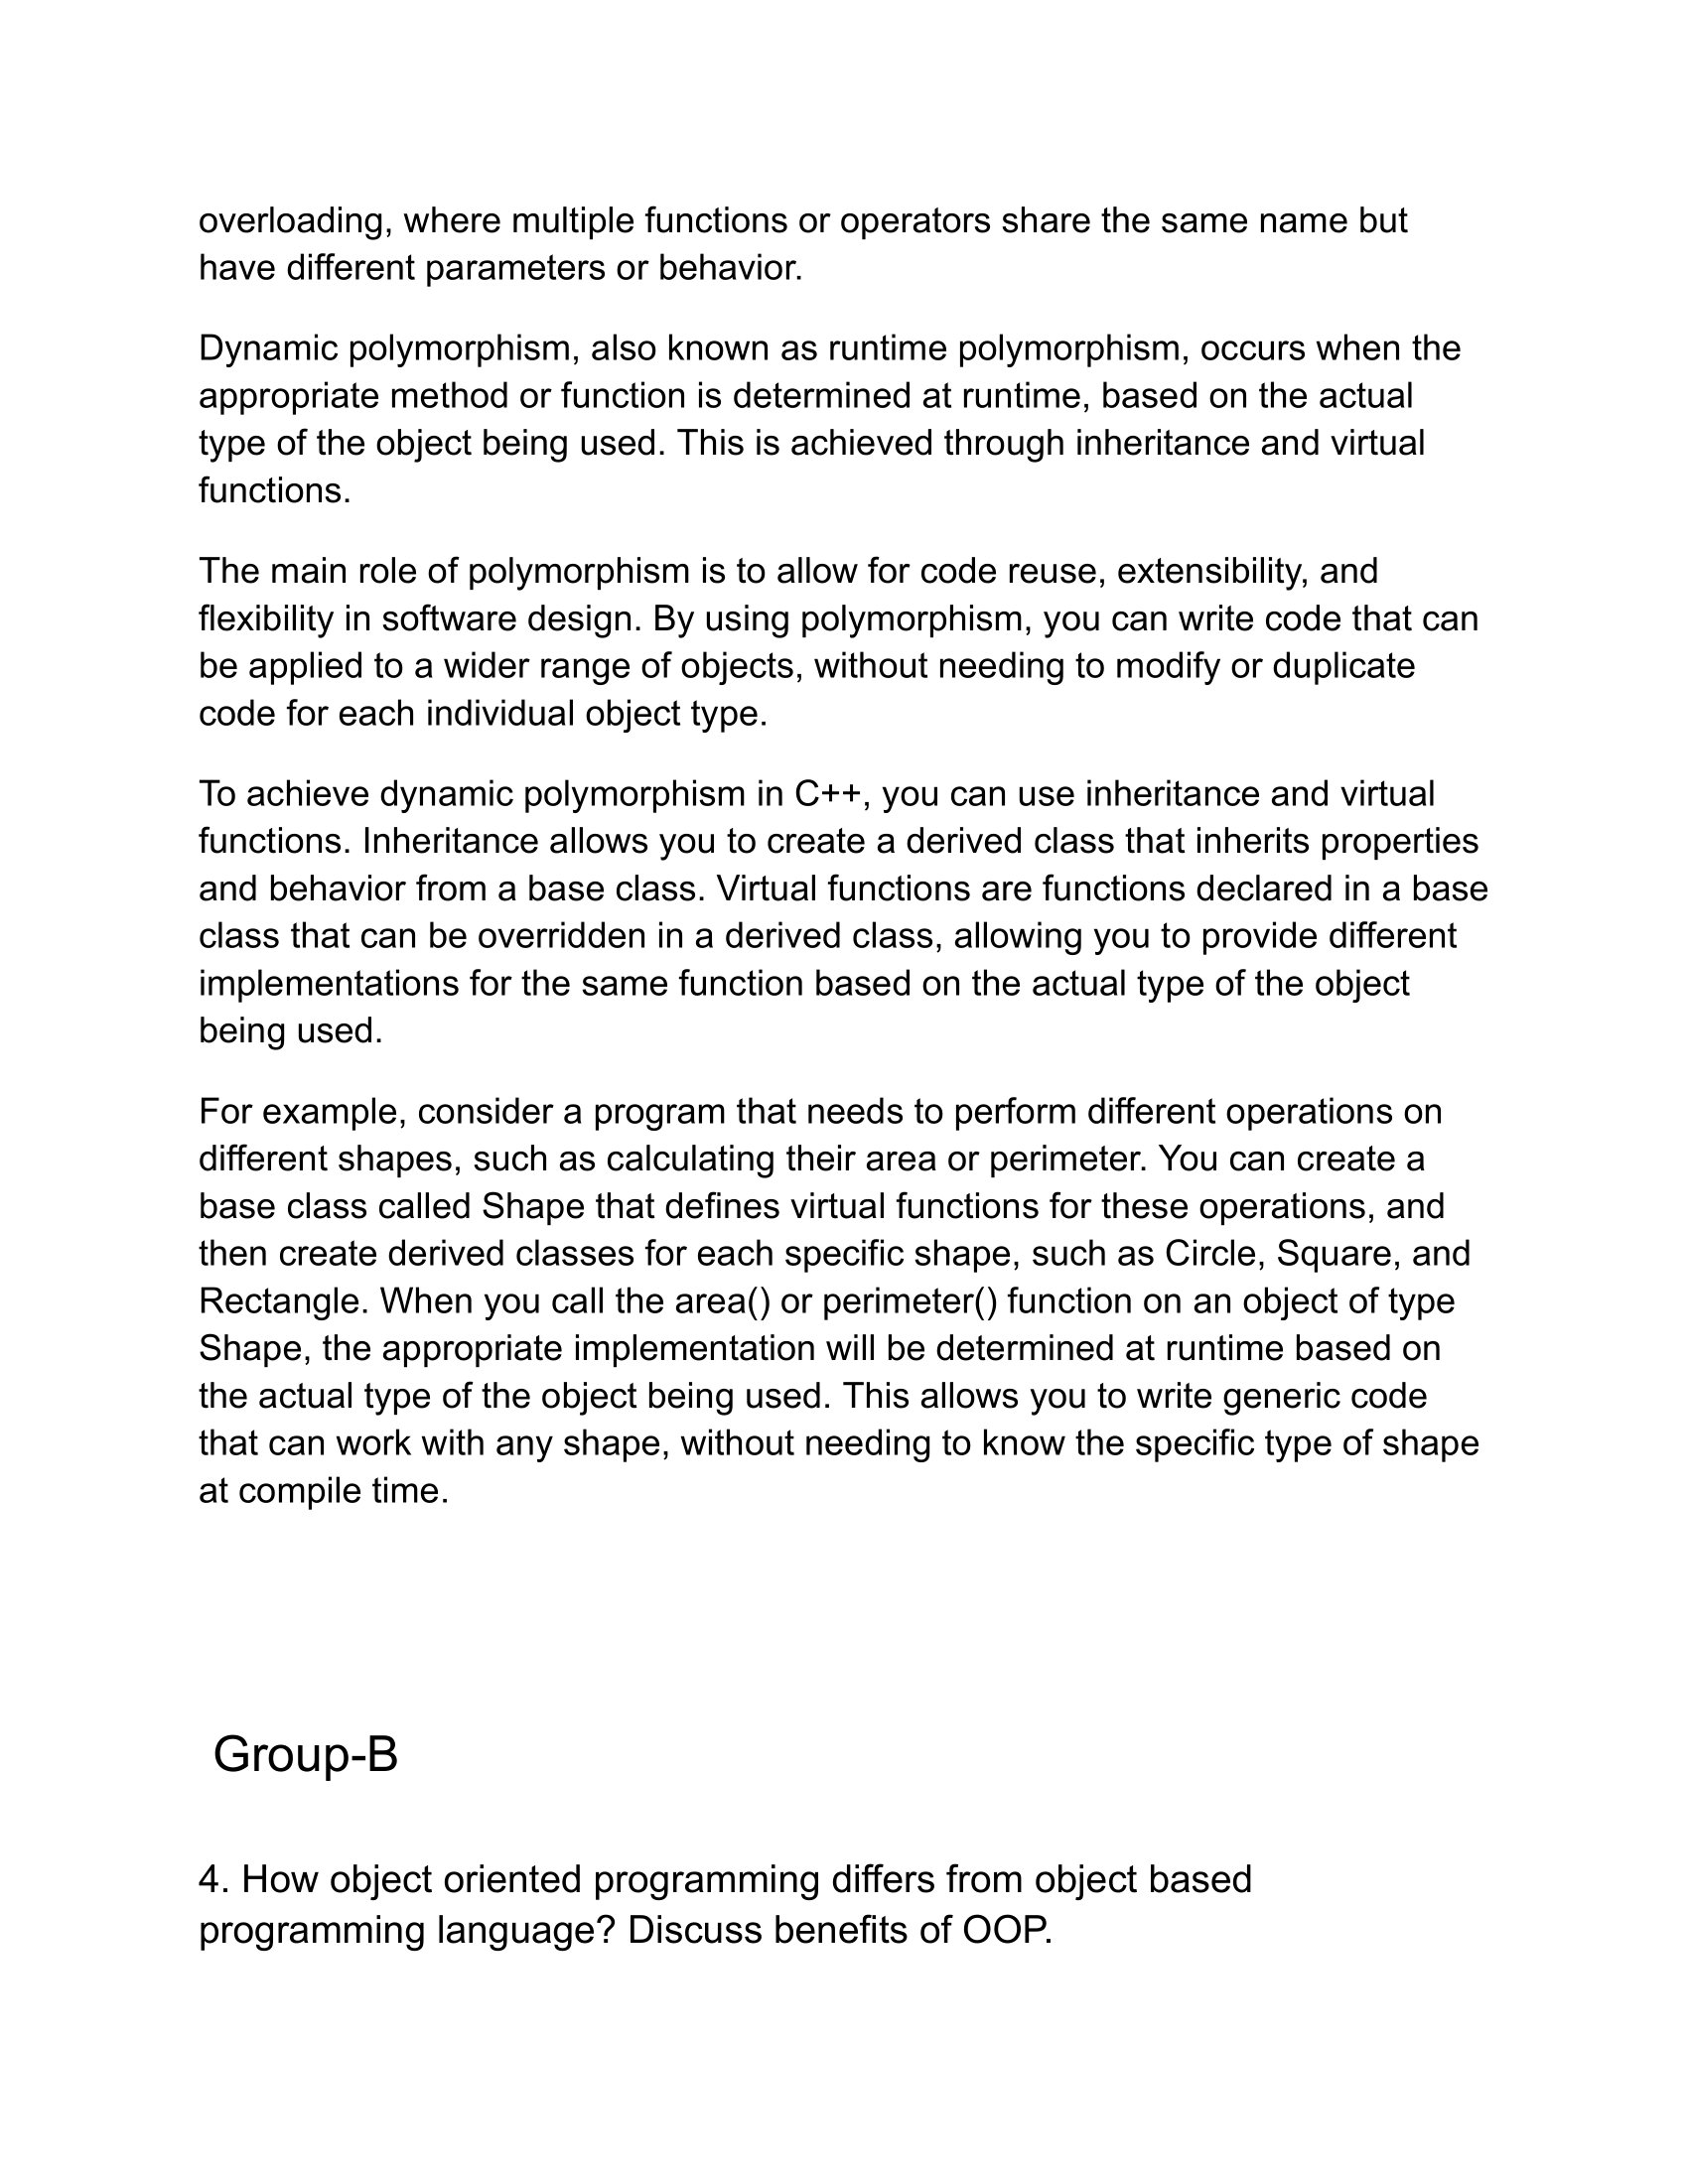 overloading, where multiple functions or operators share the same name but
have different parameters or behavior.
Dynamic polymorphism, also known as runtime polymorphism, occurs when the
appropriate method or function is determined at runtime, based on the actual
type of the object being used. This is achieved through inheritance and virtual
functions.
The main role of polymorphism is to allow for code reuse, extensibility, and
flexibility in software design. By using polymorphism, you can write code that can
be applied to a wider range of objects, without needing to modify or duplicate
code for each individual object type.
To achieve dynamic polymorphism in C++, you can use inheritance and virtual
functions. Inheritance allows you to create a derived class that inherits properties
and behavior from a base class. Virtual functions are functions declared in a base
class that can be overridden in a derived class, allowing you to provide different
implementations for the same function based on the actual type of the object
being used.
For example, consider a program that needs to perform different operations on
different shapes, such as calculating their area or perimeter. You can create a
base class called Shape that defines virtual functions for these operations, and
then create derived classes for each specific shape, such as Circle, Square, and
Rectangle. When you call the area() or perimeter() function on an object of type
Shape, the appropriate implementation will be determined at runtime based on
the actual type of the object being used. This allows you to write generic code
that can work with any shape, without needing to know the specific type of shape
at compile time.
Group-B
4. How object oriented programming differs from object based
programming language? Discuss benefits of OOP.